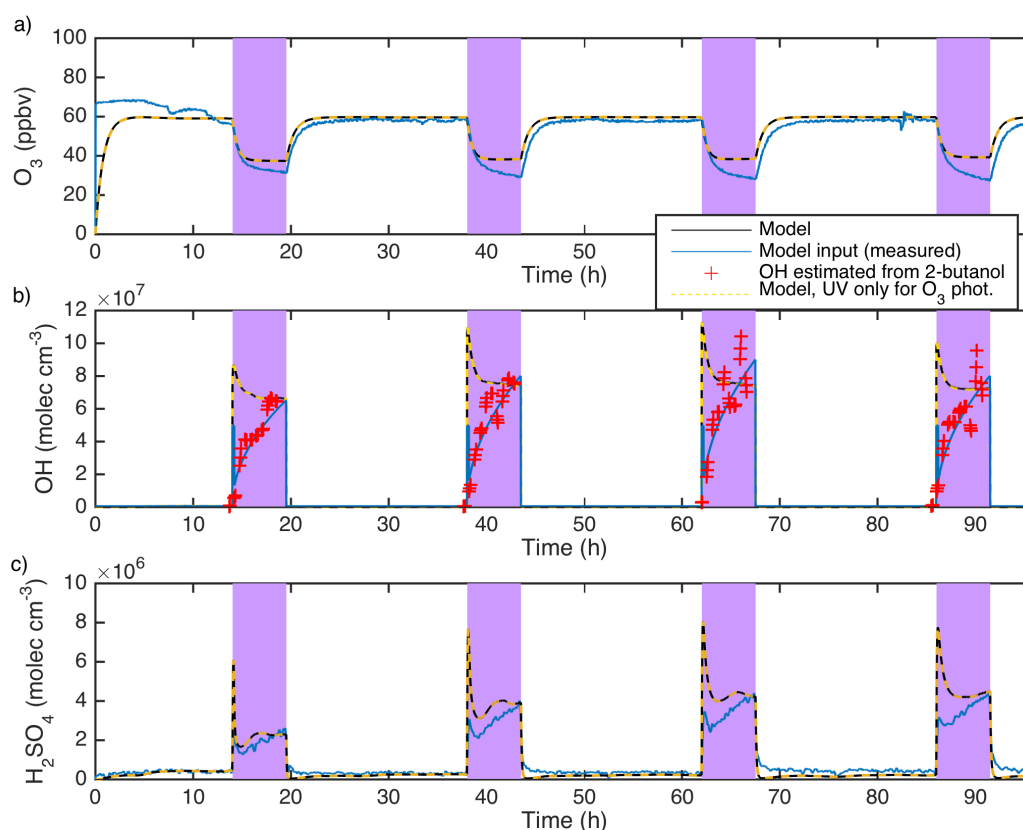 a)
100
80
60
40
20
0
O3 (ppbv)
0 10 20 30 40 50 60 70 80 90
Time (h)
Model
Model input (measured)
OH estimated from 2-butanol
Model, UV only for O3 phot.
b)
×10^7
12
10
8
6
4
2
0
OH (molec cm-3)
0 10 20 30 40 50 60 70 80 90
Time (h)
c)
×10^6
10
8
6
4
2
0
H2SO4 (molec cm-3)
0 10 20 30 40 50 60 70 80 90
Time (h)